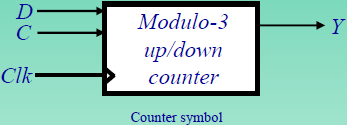 D
C
Clk
Modulo-3
up/down
counter
Y
Counter symbol